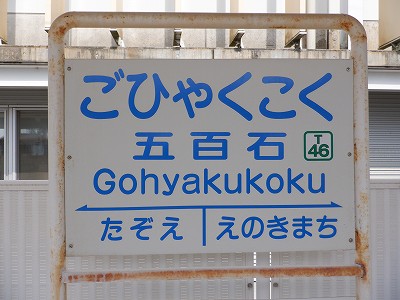 ごひゃくこく
五百石
T
46
Gohyakukoku
たぞえ えのきまち